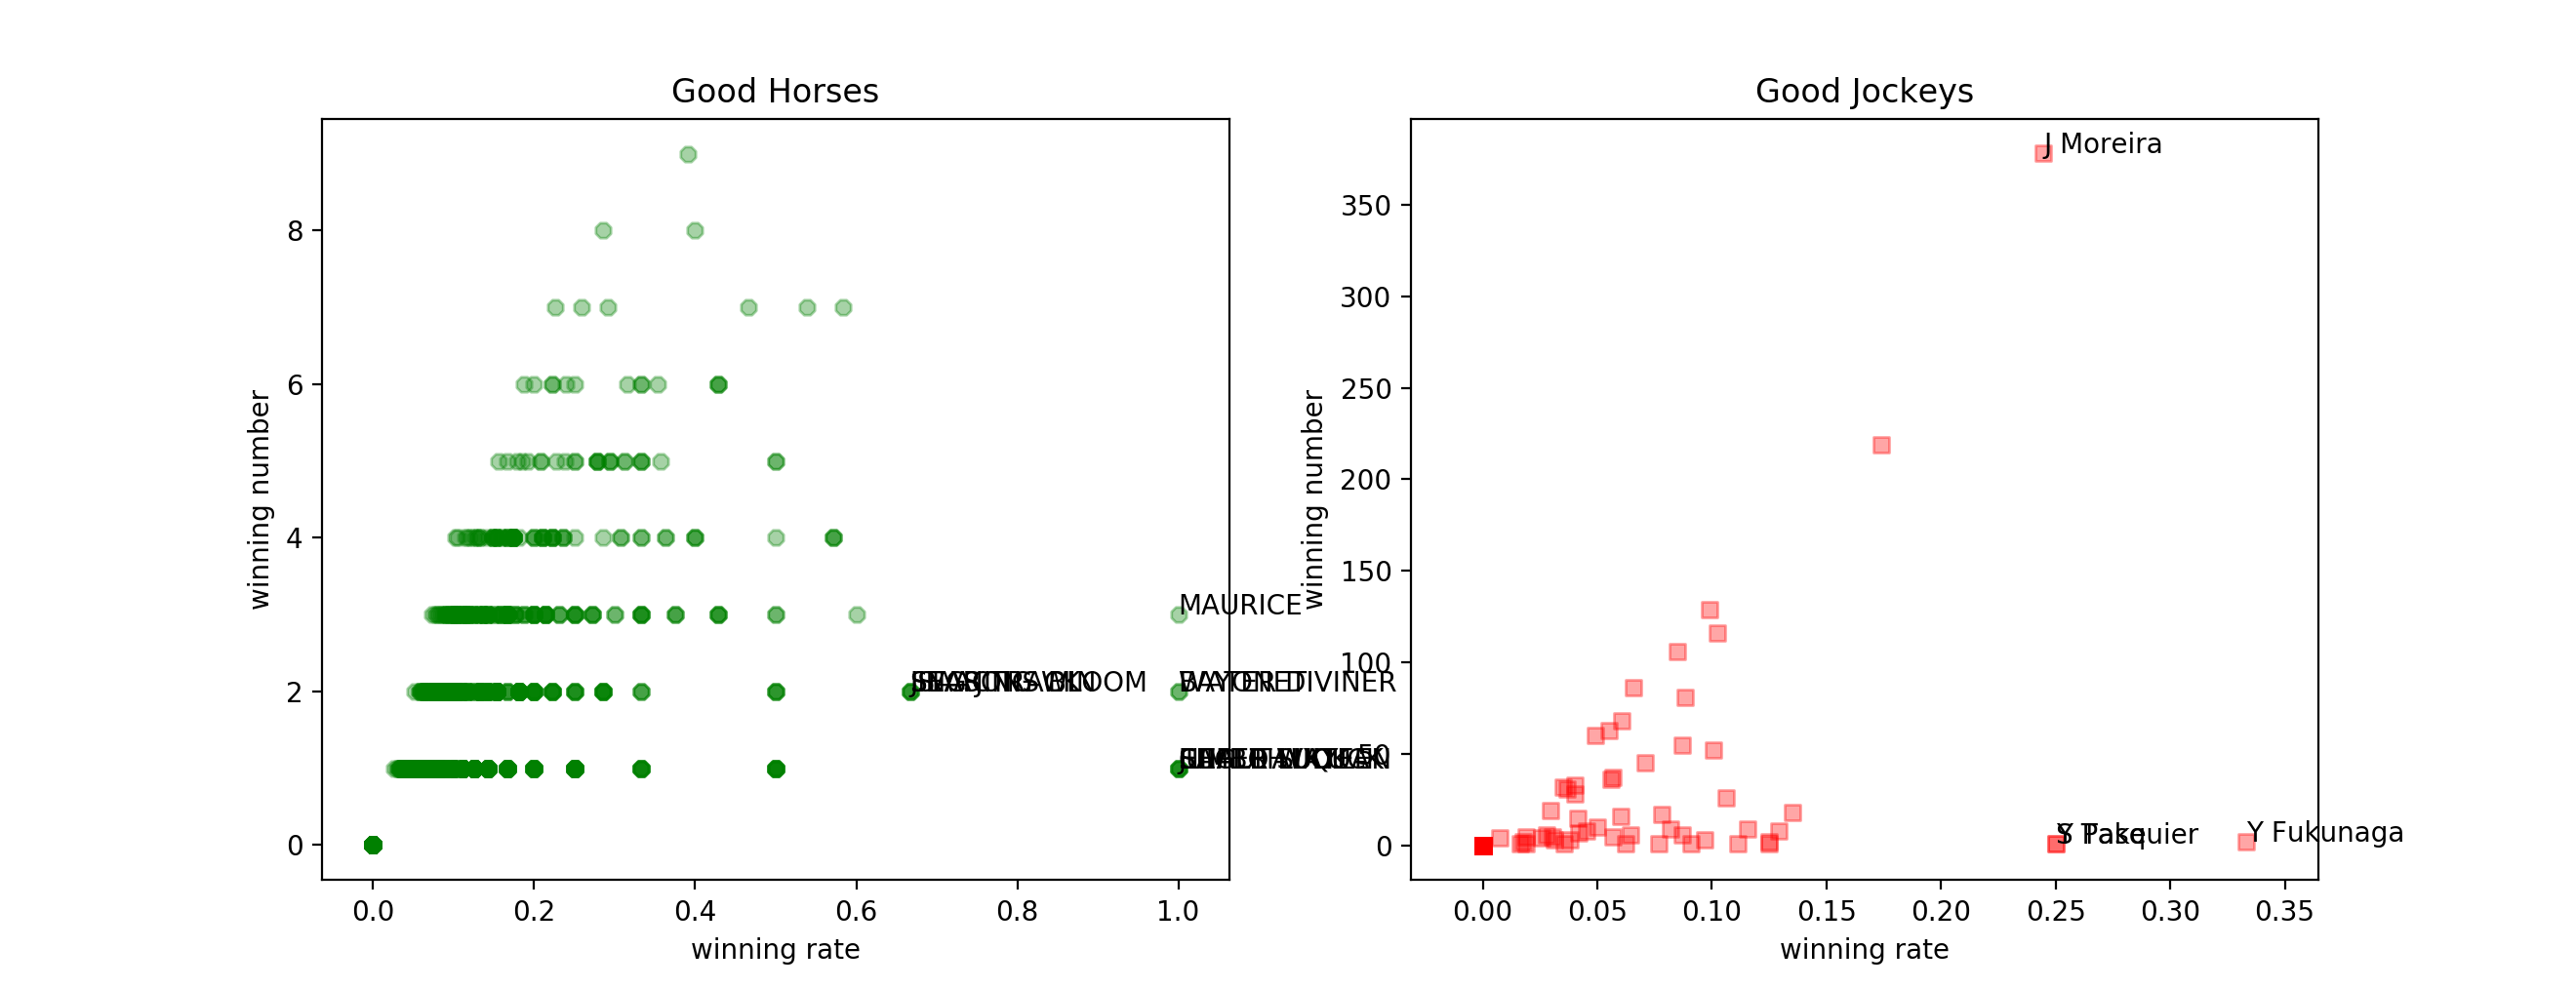 Good Horses
winning number
8
6
4
2
0
0.0 0.2 0.4 0.6 0.8 1.0
winning rate
MAURICE
Good Jockeys
winning number
350
300
250
200
150
100
50
0
0.00 0.05 0.10 0.15 0.20 0.25 0.30 0.35
winning rate
J Moreira
Y Fukunaga